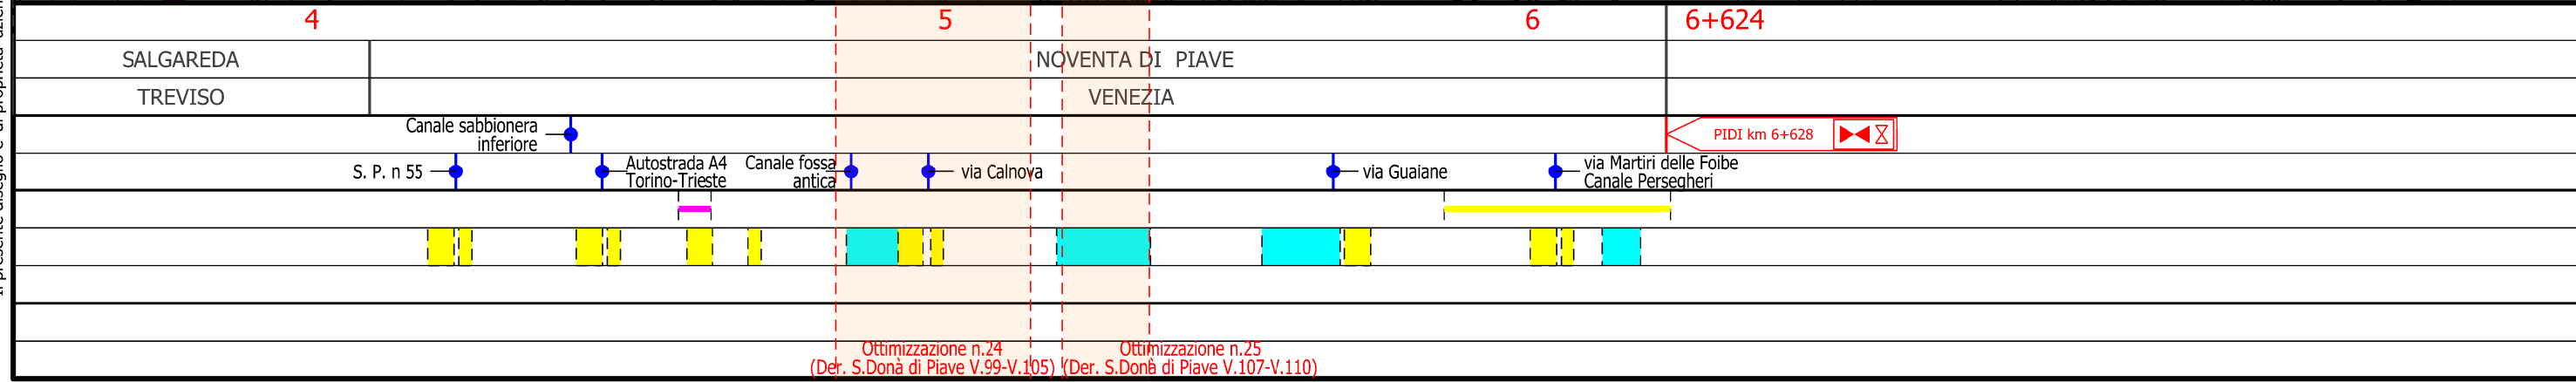 4 5 6 6+624
SALGAREDA NOVENTA DI PIAVE
TREVISO VENEZIA
Canale sabbionera
inferiore
PIDI km 6+628
S. P. n 55
Autostrada A4
Torino-Trieste
Canale fossa
antica
via Calnova
via Guaiane
via Martiri delle Foibe
Canale Persegheri
Ottimizzazione n.24
(Der. S.Donà di Piave V.99-V.105)
Ottimizzazione n.25
(Der. S.Donà di Piave V.107-V.110)